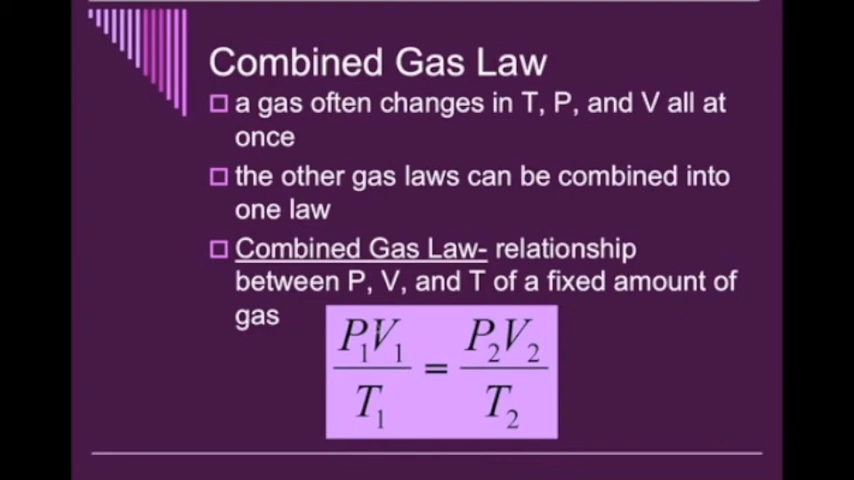 Combined Gas Law
a gas often changes in T, P, and V all at
once
the other gas laws can be combined into
one law
Combined Gas Law- relationship
between P, V, and T of a fixed amount of
gas
P₁V₁ / T₁ = P₂V₂ / T₂